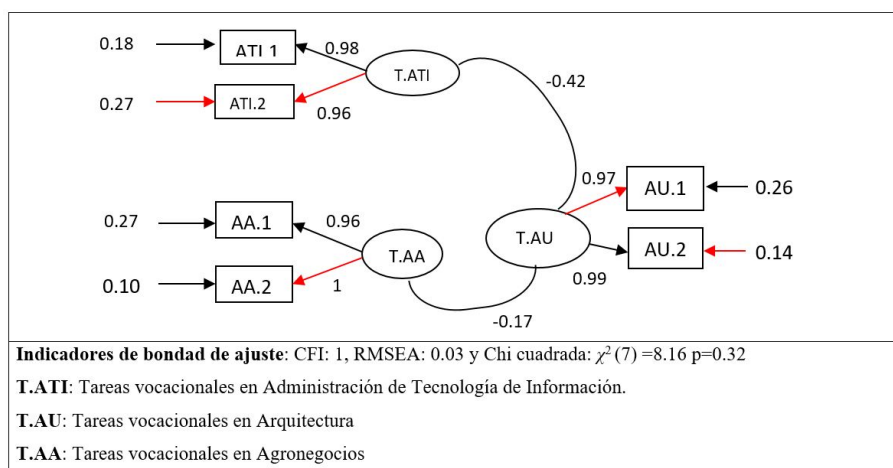 0.18
ATI.1
0.98
T.ATI
-0.42
0.27
ATI.2
0.96
0.97
AU.1
0.26
0.27
AA.1
0.96
T.AU
AU.2
0.14
T.AA
0.99
0.10
AA.2
1
-0.17
Indicadores de bondad de ajuste: CFI: 1, RMSEA: 0.03 y Chi cuadrada: χ² (7) =8.16 p=0.32
T.ATI: Tareas vocacionales en Administración de Tecnología de Información.
T.AU: Tareas vocacionales en Arquitectura
T.AA: Tareas vocacionales en Agronegocios